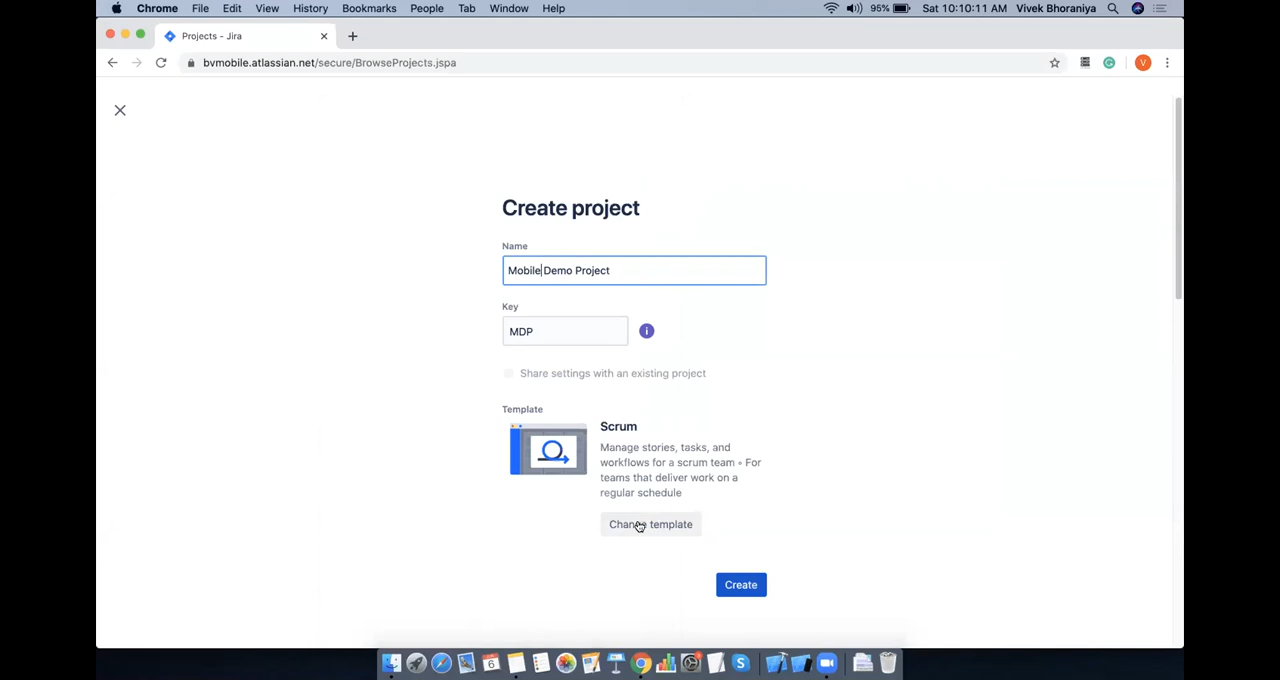 Chrome File Edit View History Bookmarks People Tab Window Help 95% Sat 10:10:11 AM Vivek Bhoraniya
Projects - Jira
bvmobile.atlassian.net/secure/BrowseProjects.jspa
V
Create project
Name
Mobile Demo Project
Key
MDP
i
Share settings with an existing project
Template
Scrum
Manage stories, tasks, and
workflows for a scrum team • For
teams that deliver work on a
regular schedule
Change template
Create
6